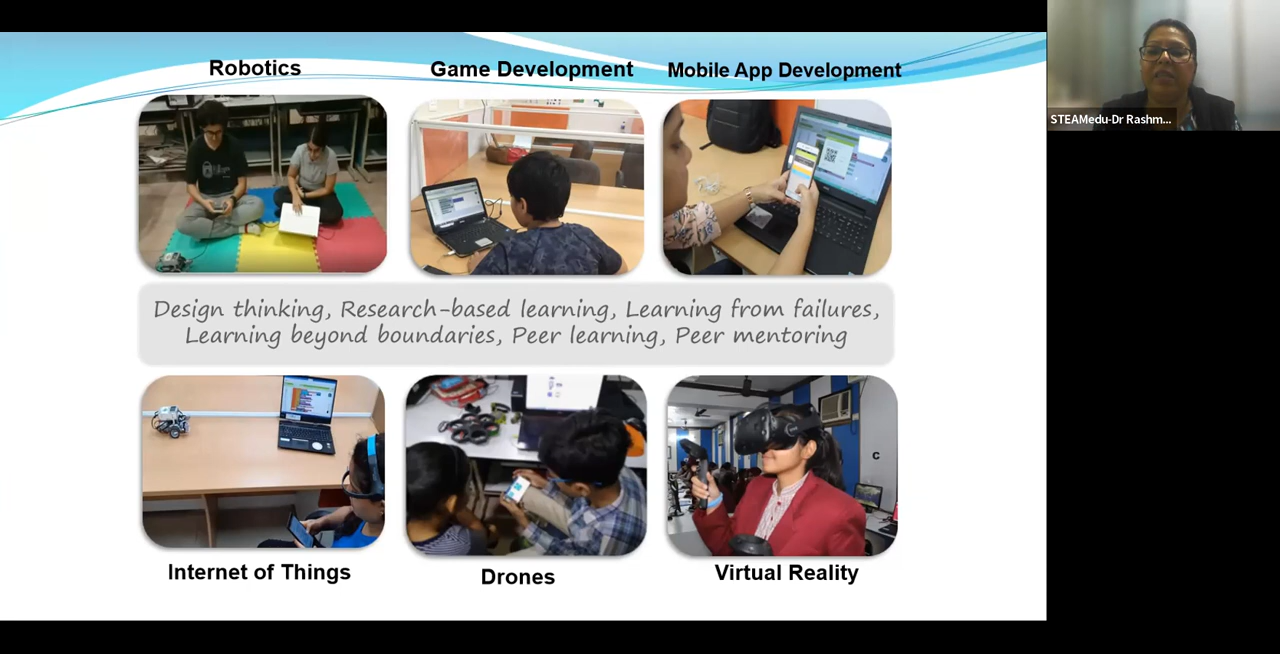 Robotics
Game Development
Mobile App Development
STEAMedu-Dr Rashm...
Design thinking, Research-based learning, Learning from failures,
Learning beyond boundaries, Peer learning, Peer mentoring
c
Internet of Things
Drones
Virtual Reality